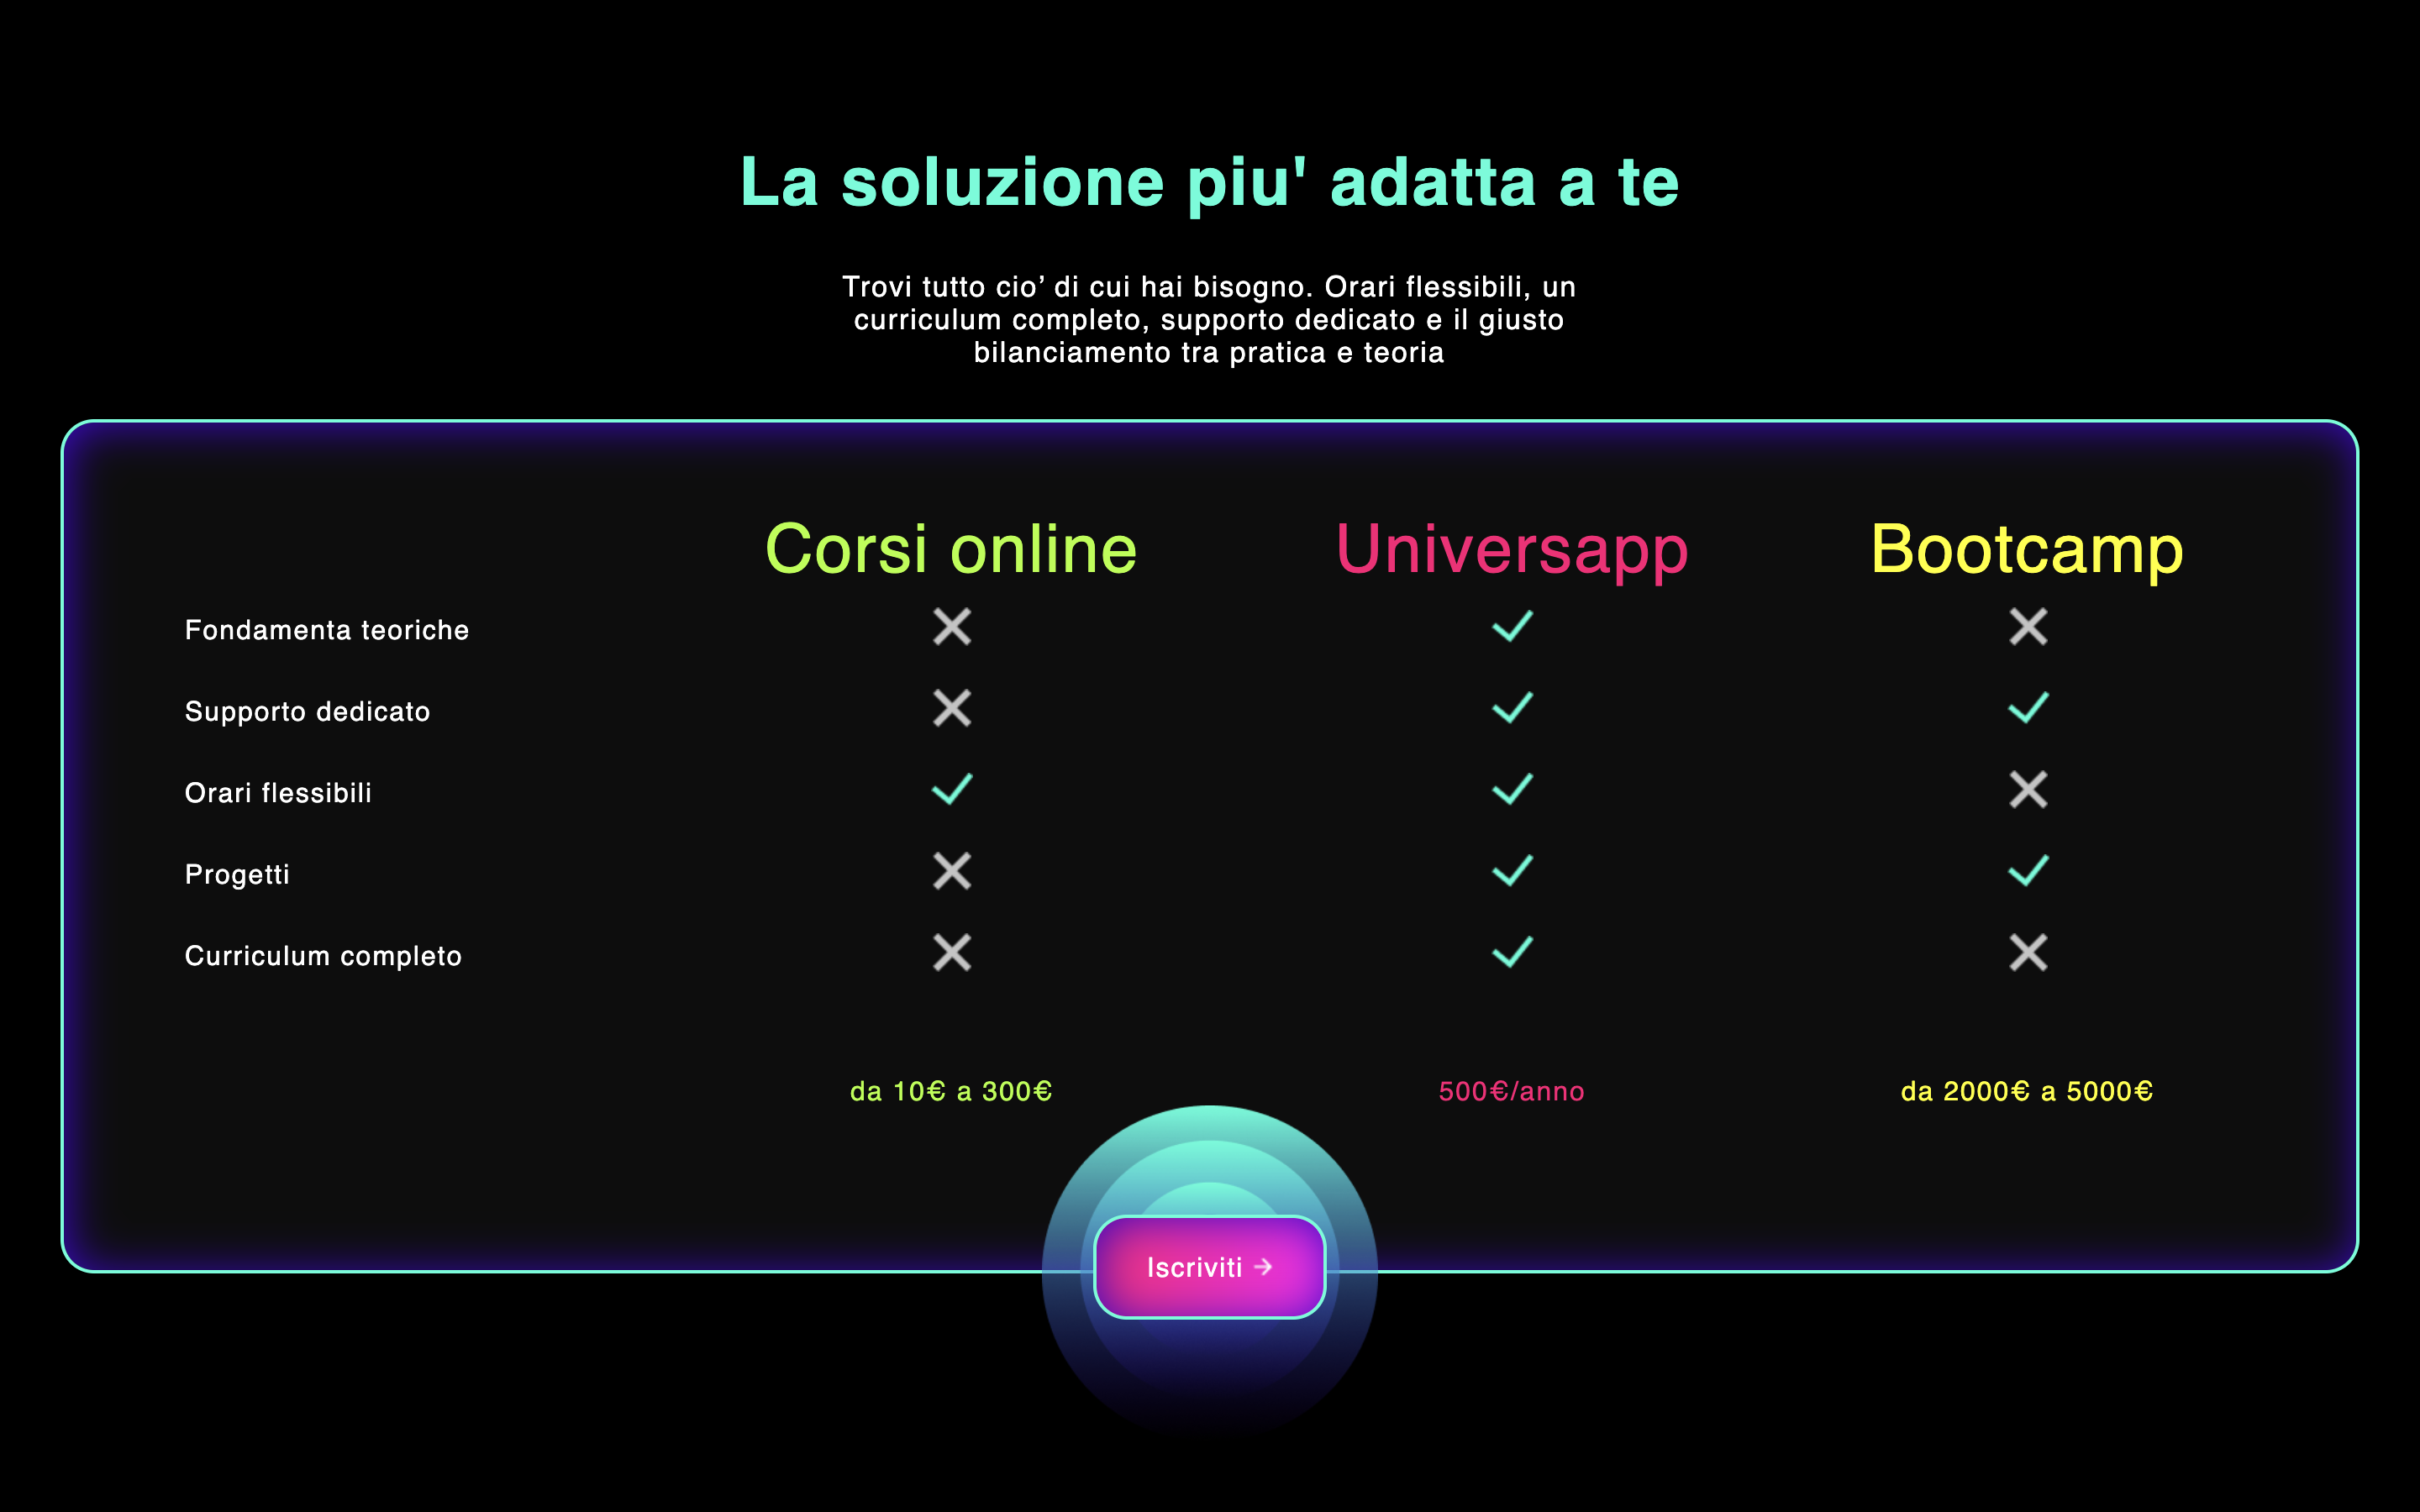 La soluzione piu' adatta a te
Trovi tutto cio’ di cui hai bisogno. Orari flessibili, un
curriculum completo, supporto dedicato e il giusto
bilanciamento tra pratica e teoria
Corsi online Universapp Bootcamp
Fondamenta teoriche
Supporto dedicato
Orari flessibili
Progetti
Curriculum completo
da 10€ a 300€ 500€/anno da 2000€ a 5000€
Iscriviti →